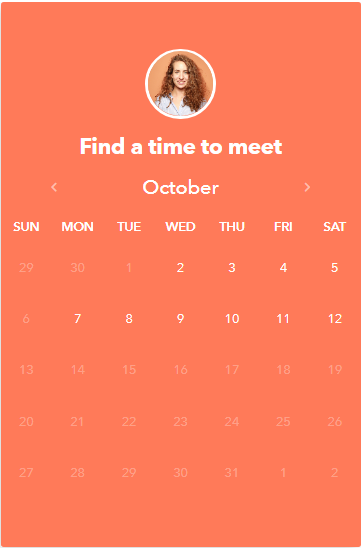 Find a time to meet
October
SUN MON TUE WED THU FRI SAT
29 30 1 2 3 4 5
6 7 8 9 10 11 12
13 14 15 16 17 18 19
20 21 22 23 24 25 26
27 28 29 30 31 1 2